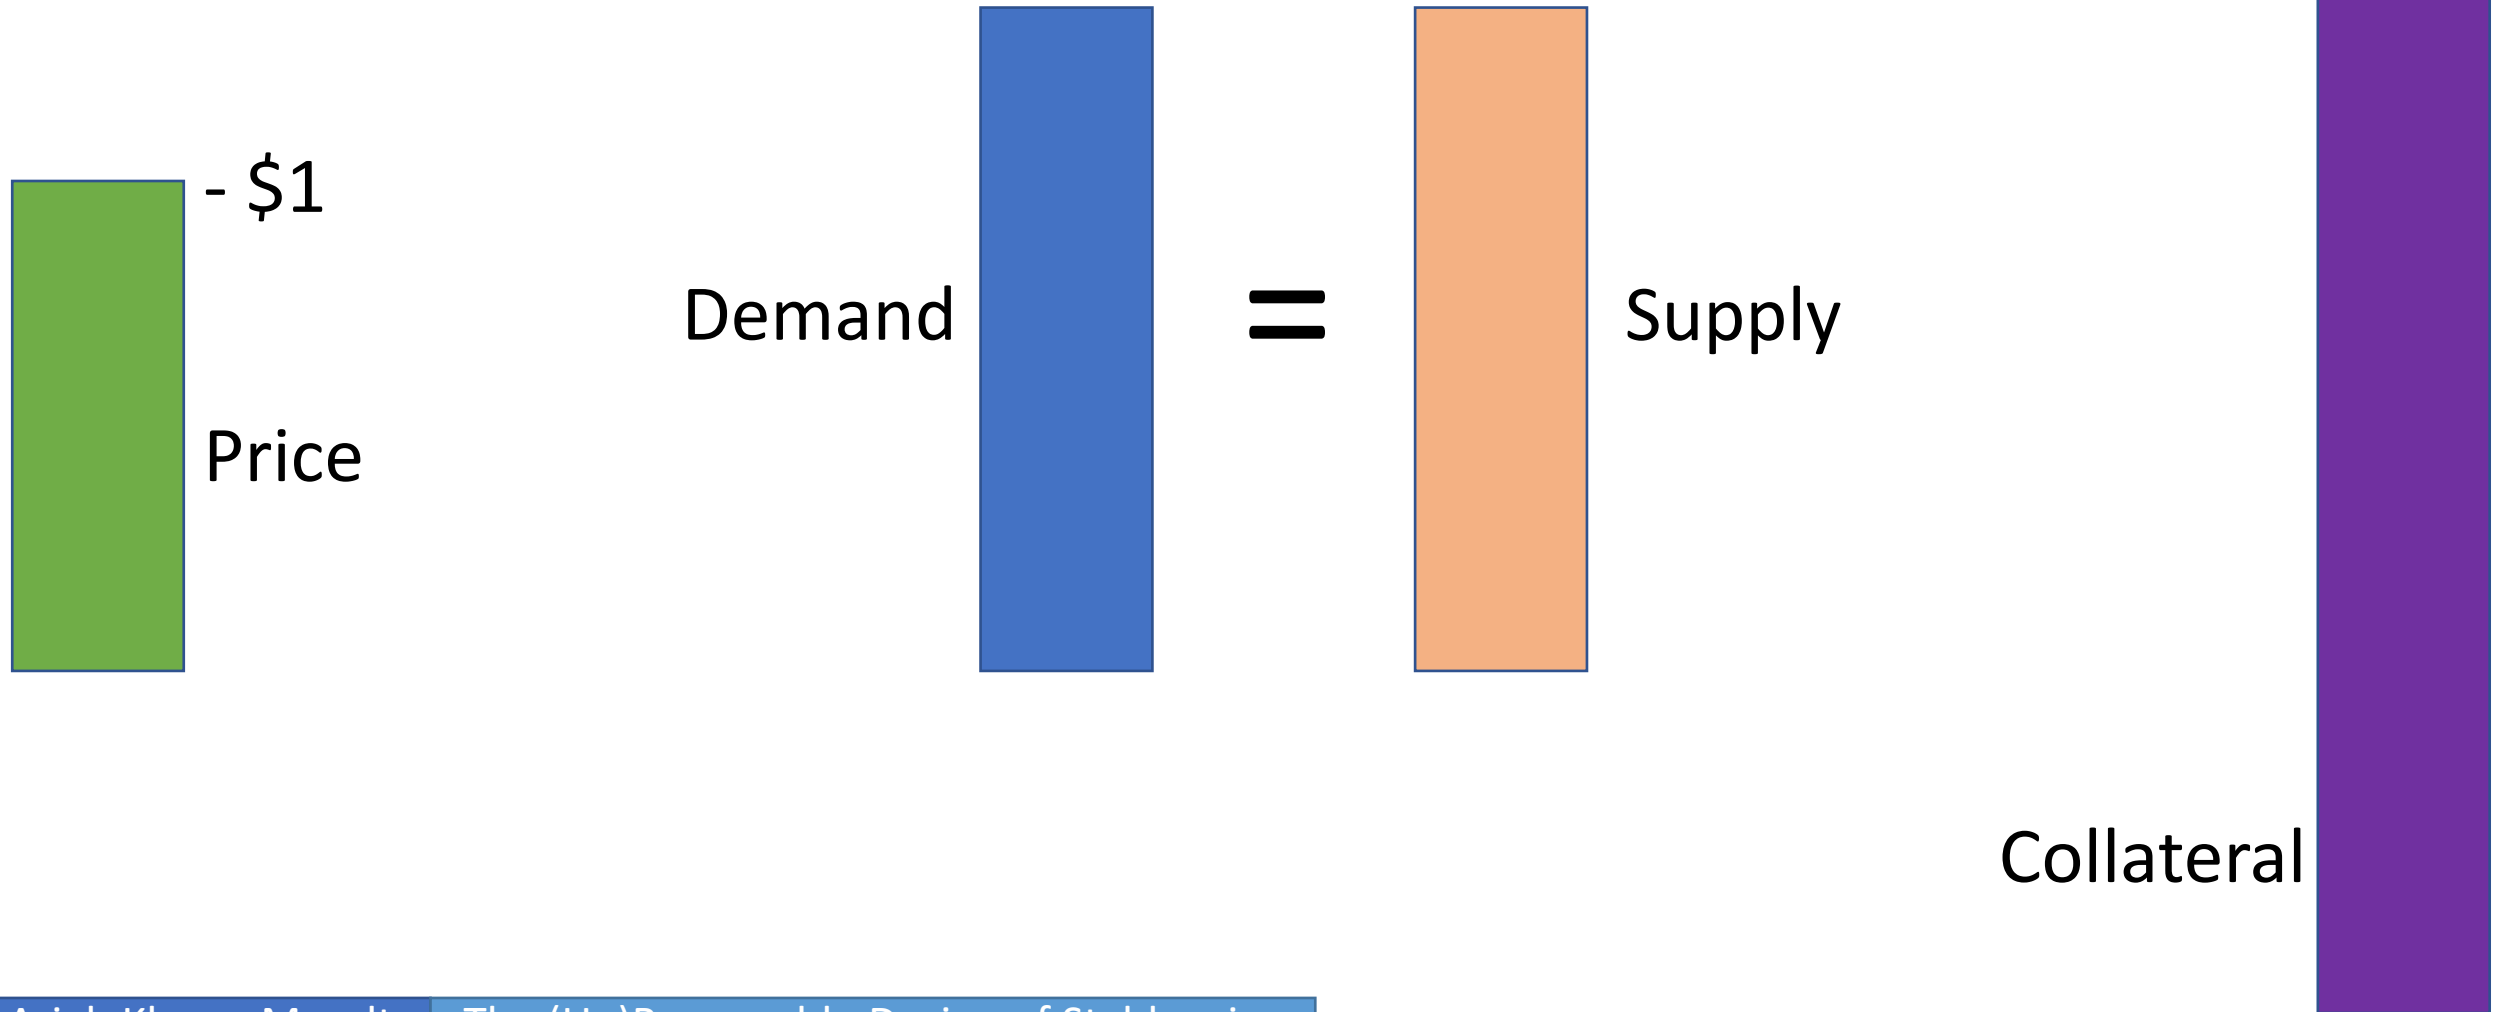 - $1
Demand
=
Supply
Price
Collateral